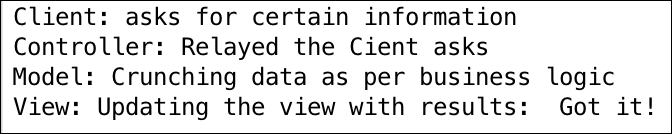 Client: asks for certain information
Controller: Relayed the Cient asks
Model: Crunching data as per business logic
View: Updating the view with results:  Got it!